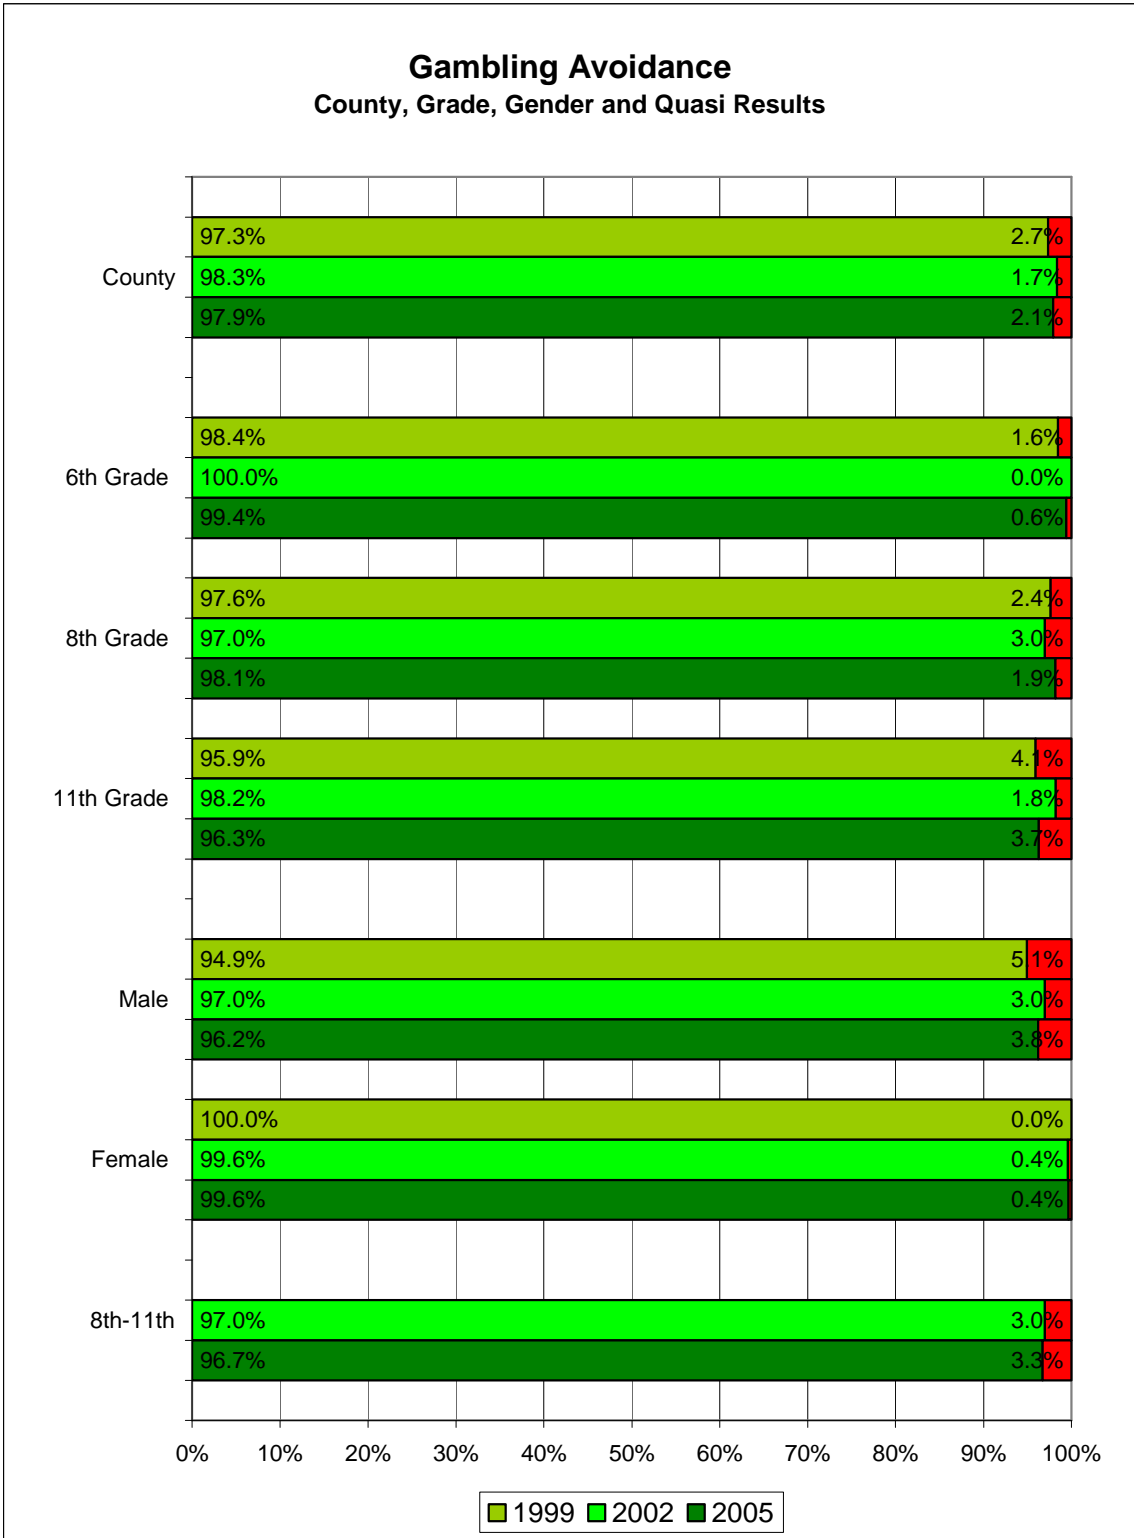 Gambling Avoidance
County, Grade, Gender and Quasi Results
97.3% 2.7%
County 98.3% 1.7%
97.9% 2.1%
98.4% 1.6%
6th Grade 100.0% 0.0%
99.4% 0.6%
97.6% 2.4%
8th Grade 97.0% 3.0%
98.1% 1.9%
95.9% 4.1%
11th Grade 98.2% 1.8%
96.3% 3.7%
94.9% 5.1%
Male 97.0% 3.0%
96.2% 3.8%
100.0% 0.0%
Female 99.6% 0.4%
99.6% 0.4%
8th-11th 97.0% 3.0%
96.7% 3.3%
0% 10% 20% 30% 40% 50% 60% 70% 80% 90% 100%
1999 2002 2005